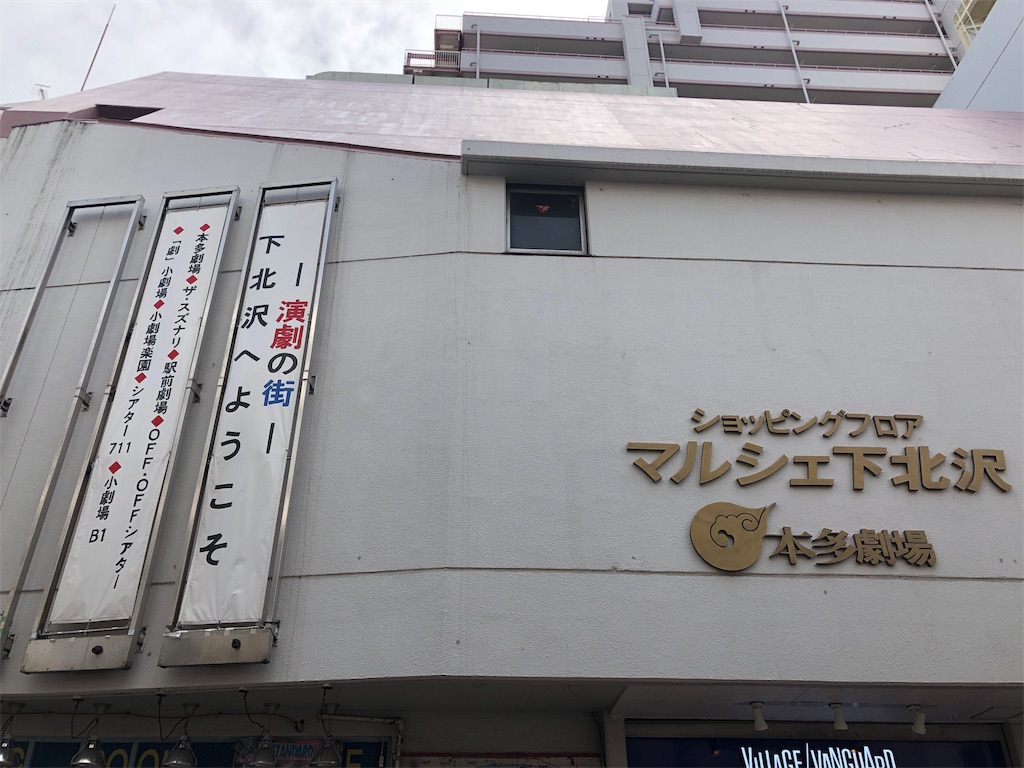 ―演劇の街―
下北沢へようこそ
◆本多劇場◆ザ・スズナリ◆駅前劇場◆OFF・OFFシアター
◆「劇」小劇場◆小劇場楽園◆シアター711◆小劇場B1
ショッピングフロア
マルシェ下北沢
本多劇場
STANDARD
VILLAGE/VANGUARD